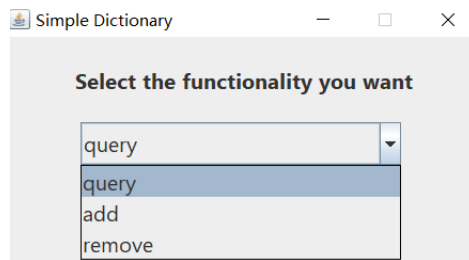 Simple Dictionary
Select the functionality you want
query
query
add
remove